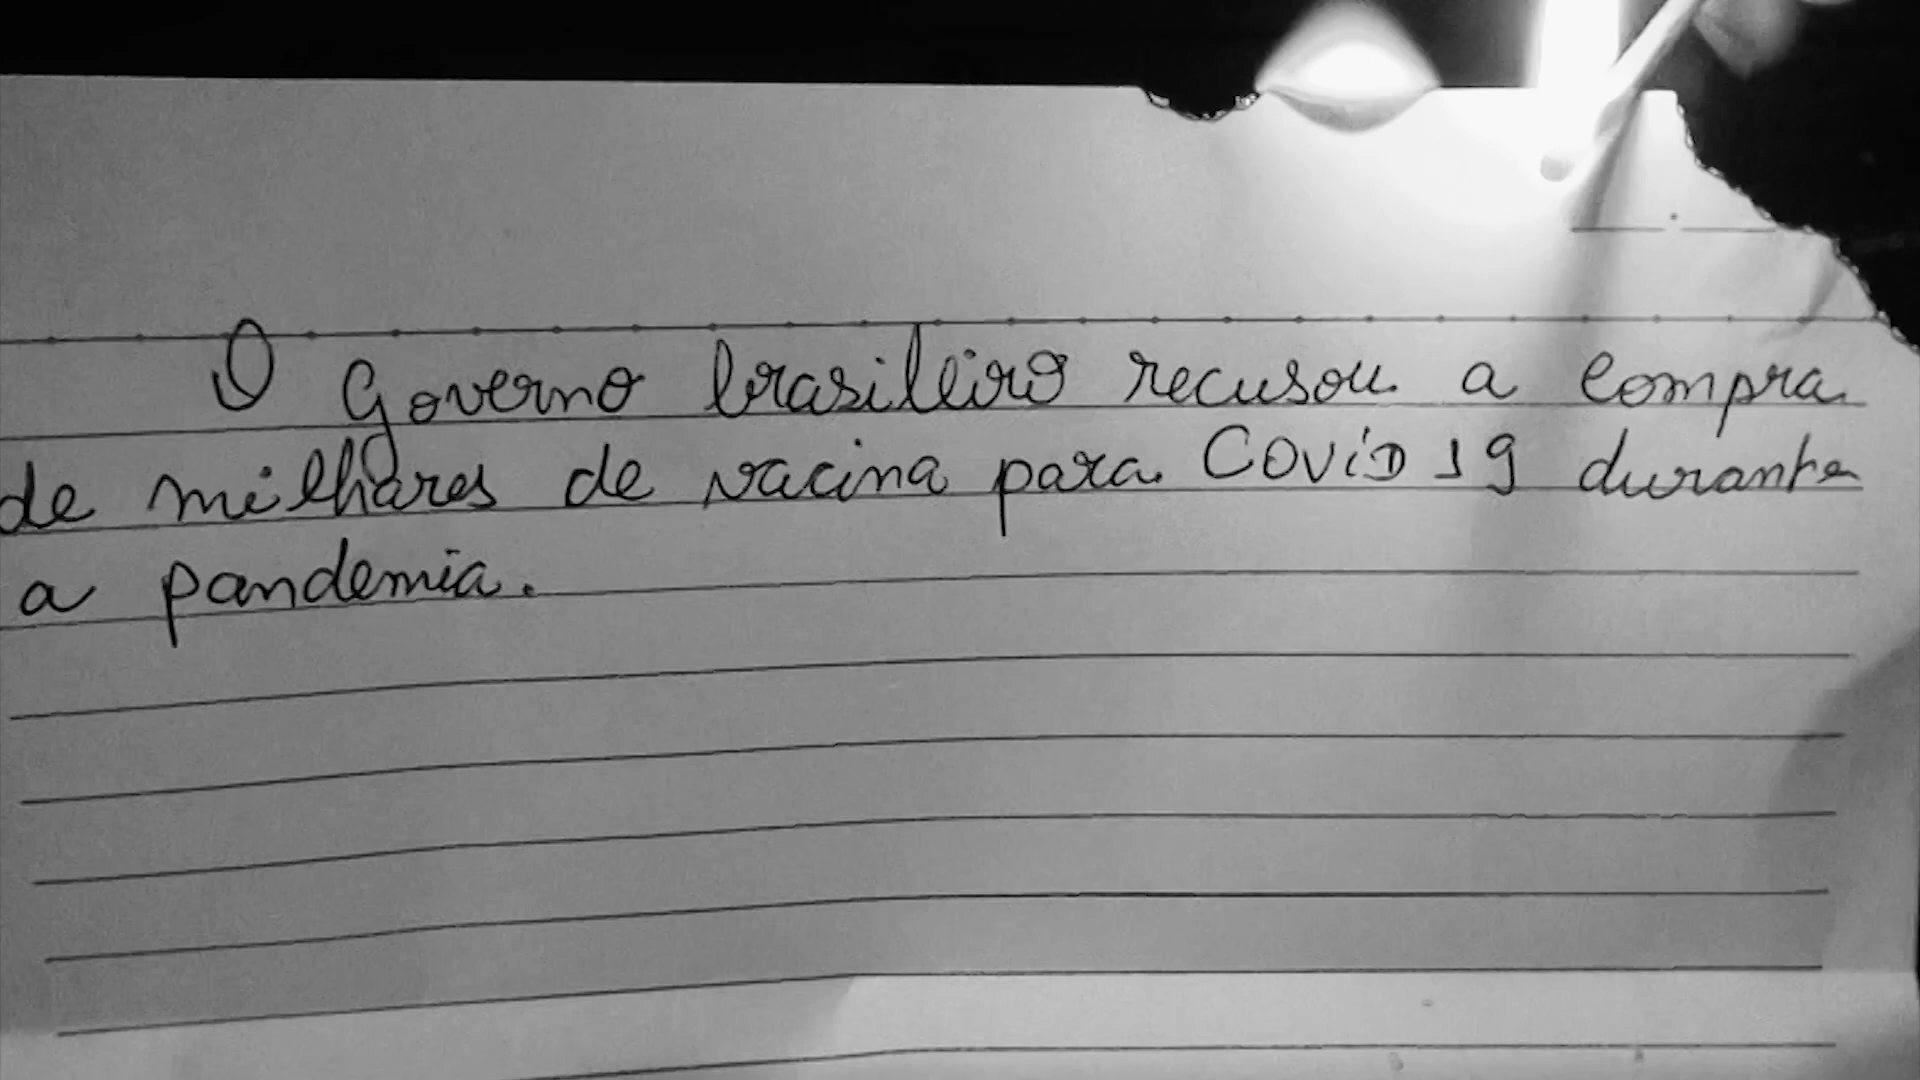 O Governo brasileiro recusou a compra
de milhares de vacina para COViD 19 durante
a pandemia.